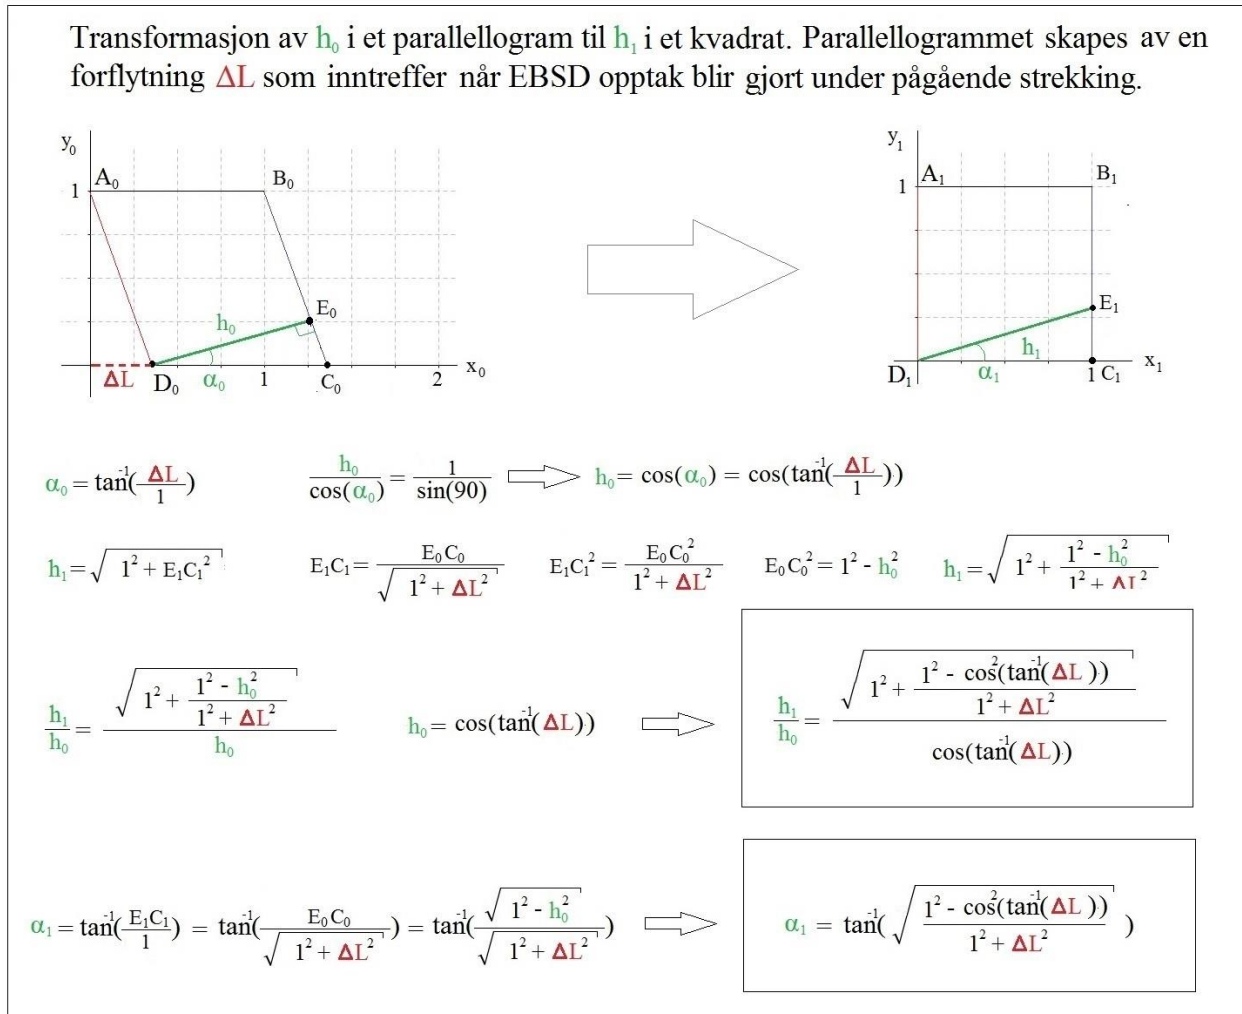 Transformasjon av h₀ i et parallellogram til h₁ i et kvadrat. Parallellogrammet skapes av en
forflytning ΔL som inntreffer når EBSD opptak blir gjort under pågående strekking.
y₀
1 A₀ B₀
E₀
h₀
ΔL D₀ α₀ 1 C₀ 2 x₀
y₁
1 A₁ B₁
E₁
h₁
D₁ α₁ 1 C₁ x₁
α₀ = tan⁻¹(ΔL/1) h₀/cos(α₀) = 1/sin(90) h₀ = cos(α₀) = cos(tan⁻¹(ΔL/1))
h₁ = √(1² + E₁C₁²) E₁C₁ = E₀C₀/√(1² + ΔL²) E₁C₁² = E₀C₀²/(1² + ΔL²) E₀C₀² = 1² - h₀² h₁ = √(1² + (1² - h₀²)/(1² + ΔL²))
h₁/h₀ = √(1² + (1² - h₀²)/(1² + ΔL²))/h₀ h₀ = cos(tan⁻¹(ΔL)) h₁/h₀ = √(1² + (1² - cos²(tan⁻¹(ΔL)))/(1² + ΔL²))/cos(tan⁻¹(ΔL))
α₁ = tan⁻¹(E₁C₁/1) = tan⁻¹(E₀C₀/√(1² + ΔL²)) = tan⁻¹(√(1² - h₀²)/√(1² + ΔL²)) α₁ = tan⁻¹(√((1² - cos²(tan⁻¹(ΔL)))/(1² + ΔL²)))